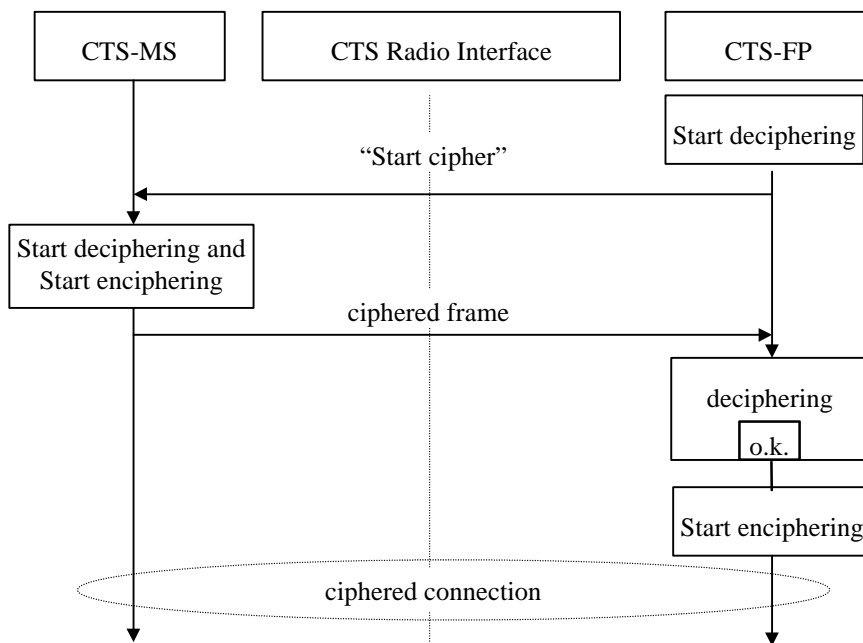 CTS-MS
CTS Radio Interface
CTS-FP
Start deciphering
“Start cipher”
Start deciphering and
Start enciphering
ciphered frame
deciphering
o.k.
Start enciphering
ciphered connection